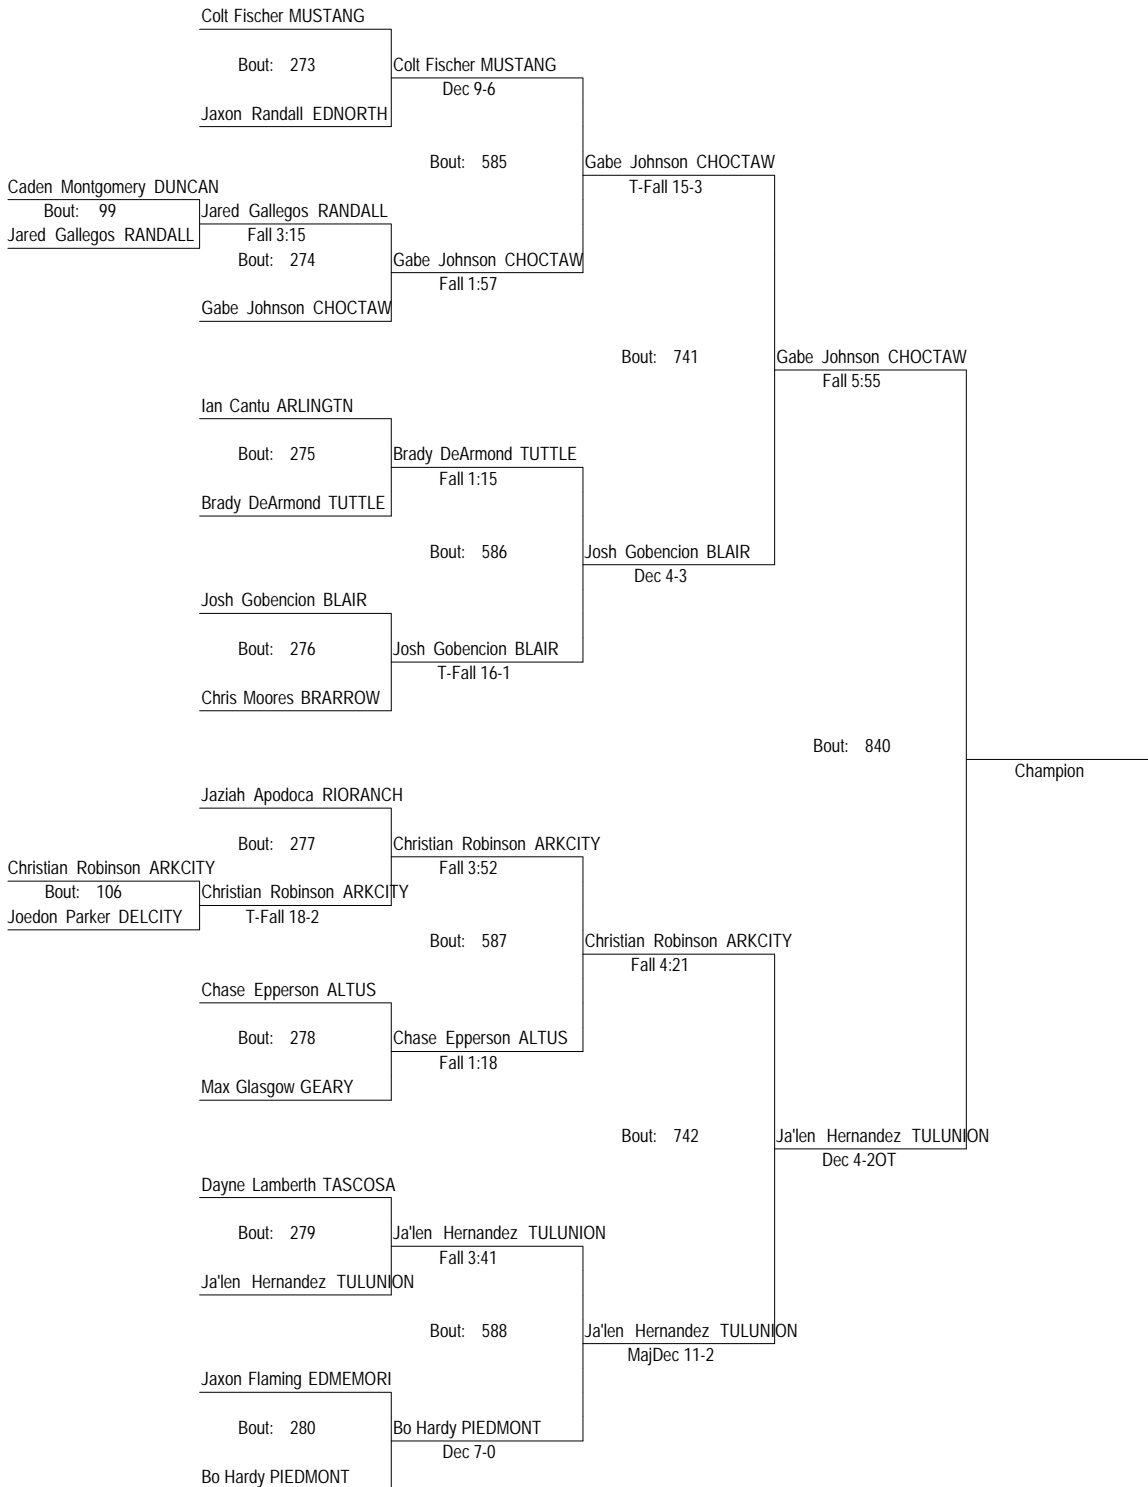 Colt Fischer MUSTANG
Bout: 273
Colt Fischer MUSTANG
Dec 9-6
Jaxon Randall EDNORTH
Bout: 585
Gabe Johnson CHOCTAW
T-Fall 15-3
Caden Montgomery DUNCAN
Bout: 99
Jared Gallegos RANDALL
Jared Gallegos RANDALL
Fall 3:15
Bout: 274
Gabe Johnson CHOCTAW
Fall 1:57
Gabe Johnson CHOCTAW
Bout: 741
Gabe Johnson CHOCTAW
Fall 5:55
Ian Cantu ARLINGTN
Bout: 275
Brady DeArmond TUTTLE
Fall 1:15
Brady DeArmond TUTTLE
Bout: 586
Josh Gobencion BLAIR
Dec 4-3
Josh Gobencion BLAIR
Bout: 276
Josh Gobencion BLAIR
T-Fall 16-1
Chris Moores BRARROW
Bout: 840
Champion
Jaziah Apodoca RIORANCH
Bout: 277
Christian Robinson ARKCITY
Fall 3:52
Christian Robinson ARKCITY
Bout: 106
Christian Robinson ARKCITY
Joedon Parker DELCITY
T-Fall 18-2
Bout: 587
Christian Robinson ARKCITY
Fall 4:21
Chase Epperson ALTUS
Bout: 278
Chase Epperson ALTUS
Fall 1:18
Max Glasgow GEARY
Bout: 742
Ja'len Hernandez TULUNION
Dec 4-2OT
Dayne Lamberth TASCOSA
Bout: 279
Ja'len Hernandez TULUNION
Fall 3:41
Ja'len Hernandez TULUNION
Bout: 588
Ja'len Hernandez TULUNION
MajDec 11-2
Jaxon Flaming EDMEMORI
Bout: 280
Bo Hardy PIEDMONT
Dec 7-0
Bo Hardy PIEDMONT